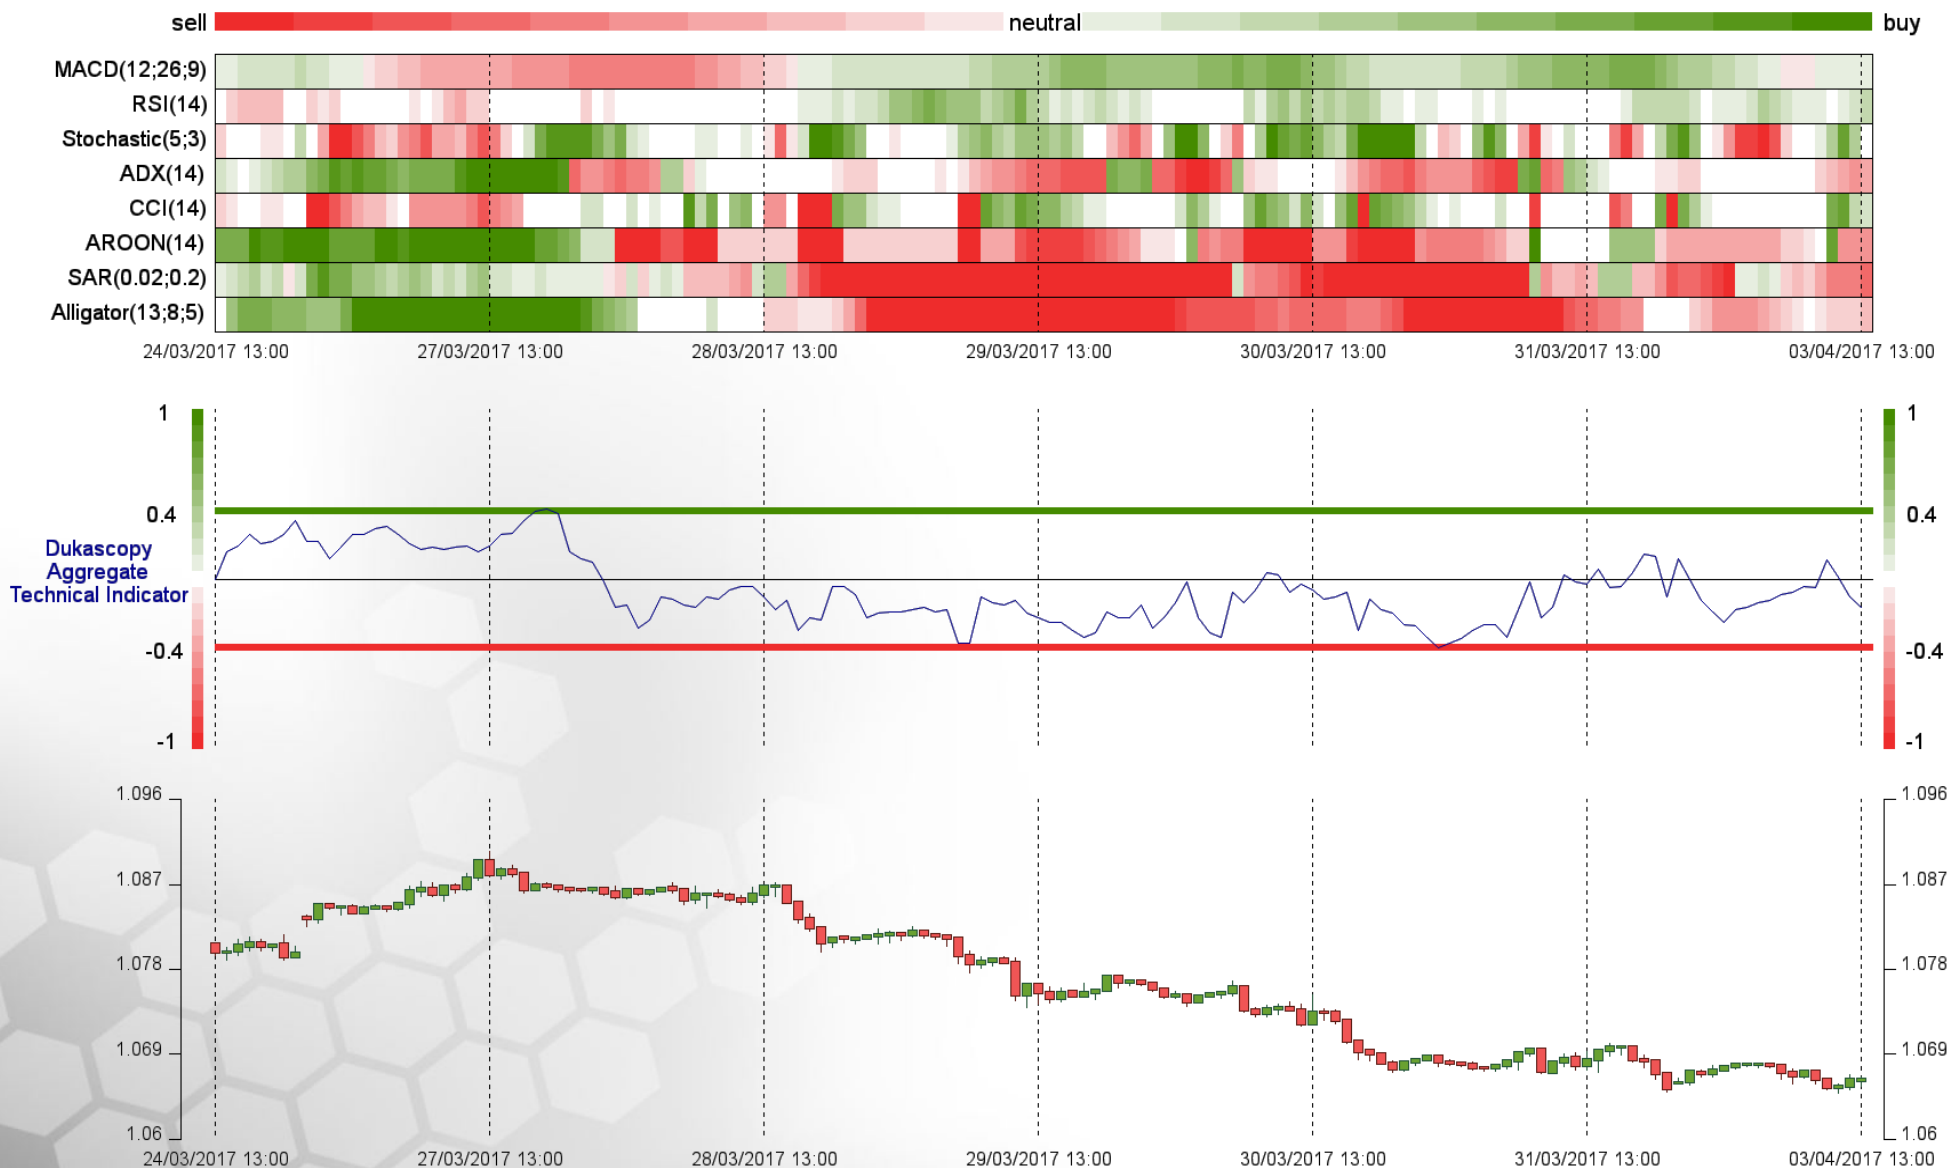 sell neutral buy
MACD(12;26;9)
RSI(14)
Stochastic(5;3)
ADX(14)
CCI(14)
AROON(14)
SAR(0.02;0.2)
Alligator(13;8;5)
24/03/2017 13:00 27/03/2017 13:00 28/03/2017 13:00 29/03/2017 13:00 30/03/2017 13:00 31/03/2017 13:00 03/04/2017 13:00
1 1
0.4 0.4
Dukascopy
Aggregate
Technical Indicator
-0.4 -0.4
-1 -1
1.096 1.096
1.087 1.087
1.078 1.078
1.069 1.069
1.06 1.06
24/03/2017 13:00 27/03/2017 13:00 28/03/2017 13:00 29/03/2017 13:00 30/03/2017 13:00 31/03/2017 13:00 03/04/2017 13:00